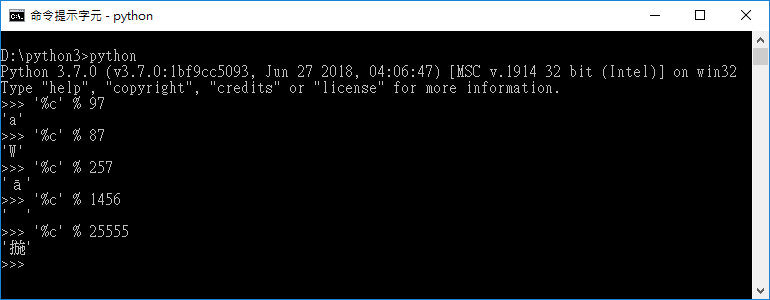 命令提示字元 - python
D:\python3>python
Python 3.7.0 (v3.7.0:1bf9cc5093, Jun 27 2018, 04:06:47) [MSC v.1914 32 bit (Intel)] on win32
Type "help", "copyright", "credits" or "license" for more information.
>>> '%c' % 97
'a'
>>> '%c' % 87
'W'
>>> '%c' % 257
'ā'
>>> '%c' % 1456
'  '
>>> '%c' % 25555
'揓'
>>>